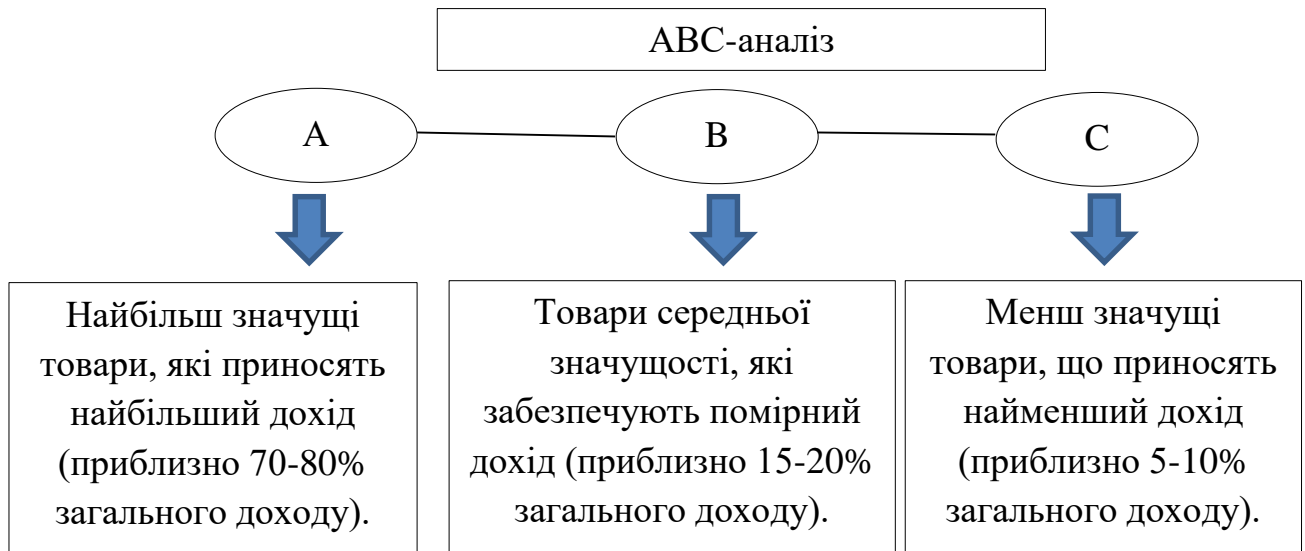 АВС-аналіз
А
В
С
Найбільш значущі
товари, які приносять
найбільший дохід
(приблизно 70-80%
загального доходу).
Товари середньої
значущості, які
забезпечують помірний
дохід (приблизно 15-20%
загального доходу).
Менш значущі
товари, що приносять
найменший дохід
(приблизно 5-10%
загального доходу).